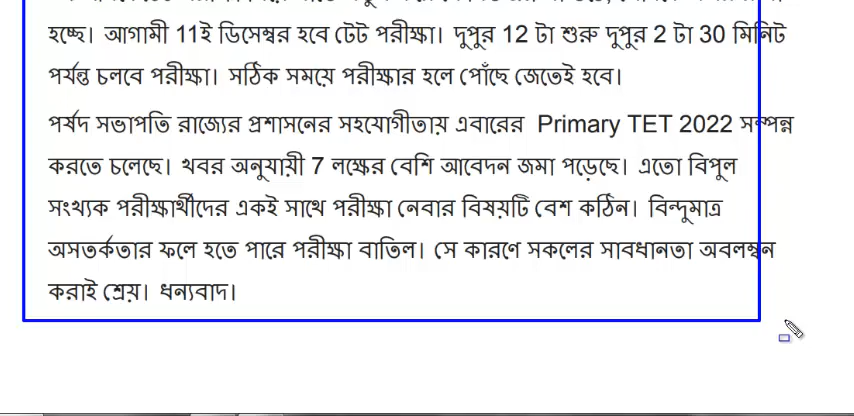 হচ্ছে। আগামী 11ই ডিসেম্বর হবে টেট পরীক্ষা। দুপুর 12 টা শুরু দুপুর 2 টা 30 মিনিট
পর্যন্ত চলবে পরীক্ষা। সঠিক সময়ে পরীক্ষার হলে পোঁছে জেতেই হবে।
পর্ষদ সভাপতি রাজ্যের প্রশাসনের সহযোগীতায় এবারের Primary TET 2022 সম্পন্ন
করতে চলেছে। খবর অনুযায়ী 7 লক্ষের বেশি আবেদন জমা পড়েছে। এতো বিপুল
সংখ্যক পরীক্ষার্থীদের একই সাথে পরীক্ষা নেবার বিষয়টি বেশ কঠিন। বিন্দুমাত্র
অসতর্কতার ফলে হতে পারে পরীক্ষা বাতিল। সে কারণে সকলের সাবধানতা অবলম্বন
করাই শ্রেয়। ধন্যবাদ।